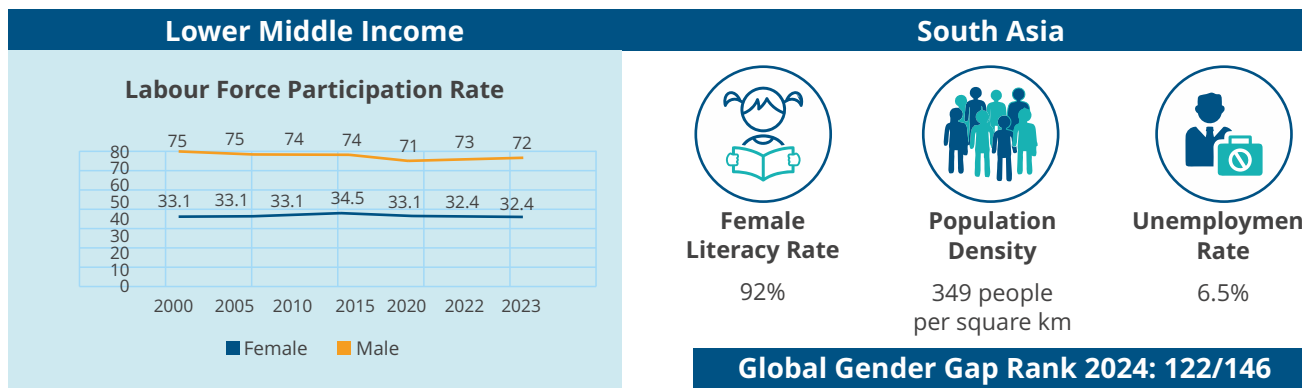 Lower Middle Income
South Asia
Labour Force Participation Rate
75 75 74 74 71 73 72
80
70
60
50
40
30
20
10
0
33.1 33.1 33.1 34.5 33.1 32.4 32.4
2000 2005 2010 2015 2020 2022 2023
Female Male
Female
Literacy Rate
92%
Population
Density
349 people
per square km
Unemploymen
Rate
6.5%
Global Gender Gap Rank 2024: 122/146